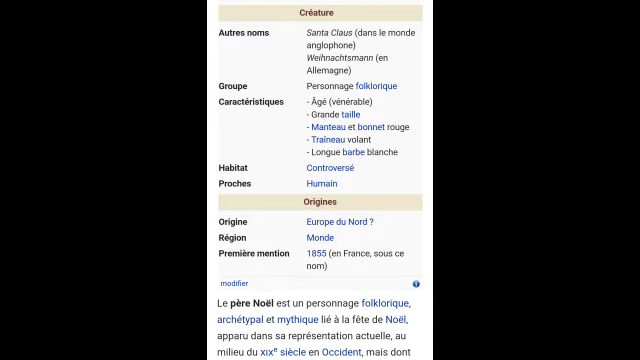 Créature
Autres noms Santa Claus (dans le monde
anglophone)
Weihnachtsmann (en
Allemagne)
Groupe Personnage folklorique
Caractéristiques - Âgé (vénérable)
- Grande taille
- Manteau et bonnet rouge
- Traîneau volant
- Longue barbe blanche
Habitat Controversé
Proches Humain
Origines
Origine Europe du Nord ?
Région Monde
Première mention 1855 (en France, sous ce
nom)
modifier
Le père Noël est un personnage folklorique,
archétypal et mythique lié à la fête de Noël,
apparu dans sa représentation actuelle, au
milieu du XIXe siècle en Occident, mais dont